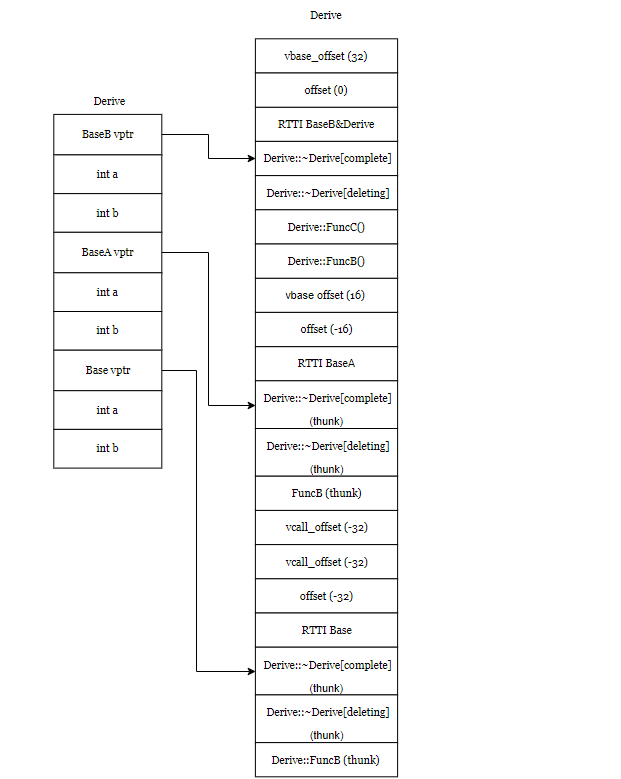 Derive
BaseB vptr
int a
int b
BaseA vptr
int a
int b
Base vptr
int a
int b
Derive
vbase_offset (32)
offset (0)
RTTI BaseB&Derive
Derive::~Derive[complete]
Derive::~Derive[deleting]
Derive::FuncC()
Derive::FuncB()
vbase offset (16)
offset (-16)
RTTI BaseA
Derive::~Derive[complete]
(thunk)
Derive::~Derive[deleting]
(thunk)
FuncB (thunk)
vcall_offset (-32)
vcall_offset (-32)
offset (-32)
RTTI Base
Derive::~Derive[complete]
(thunk)
Derive::~Derive[deleting]
(thunk)
Derive::FuncB (thunk)